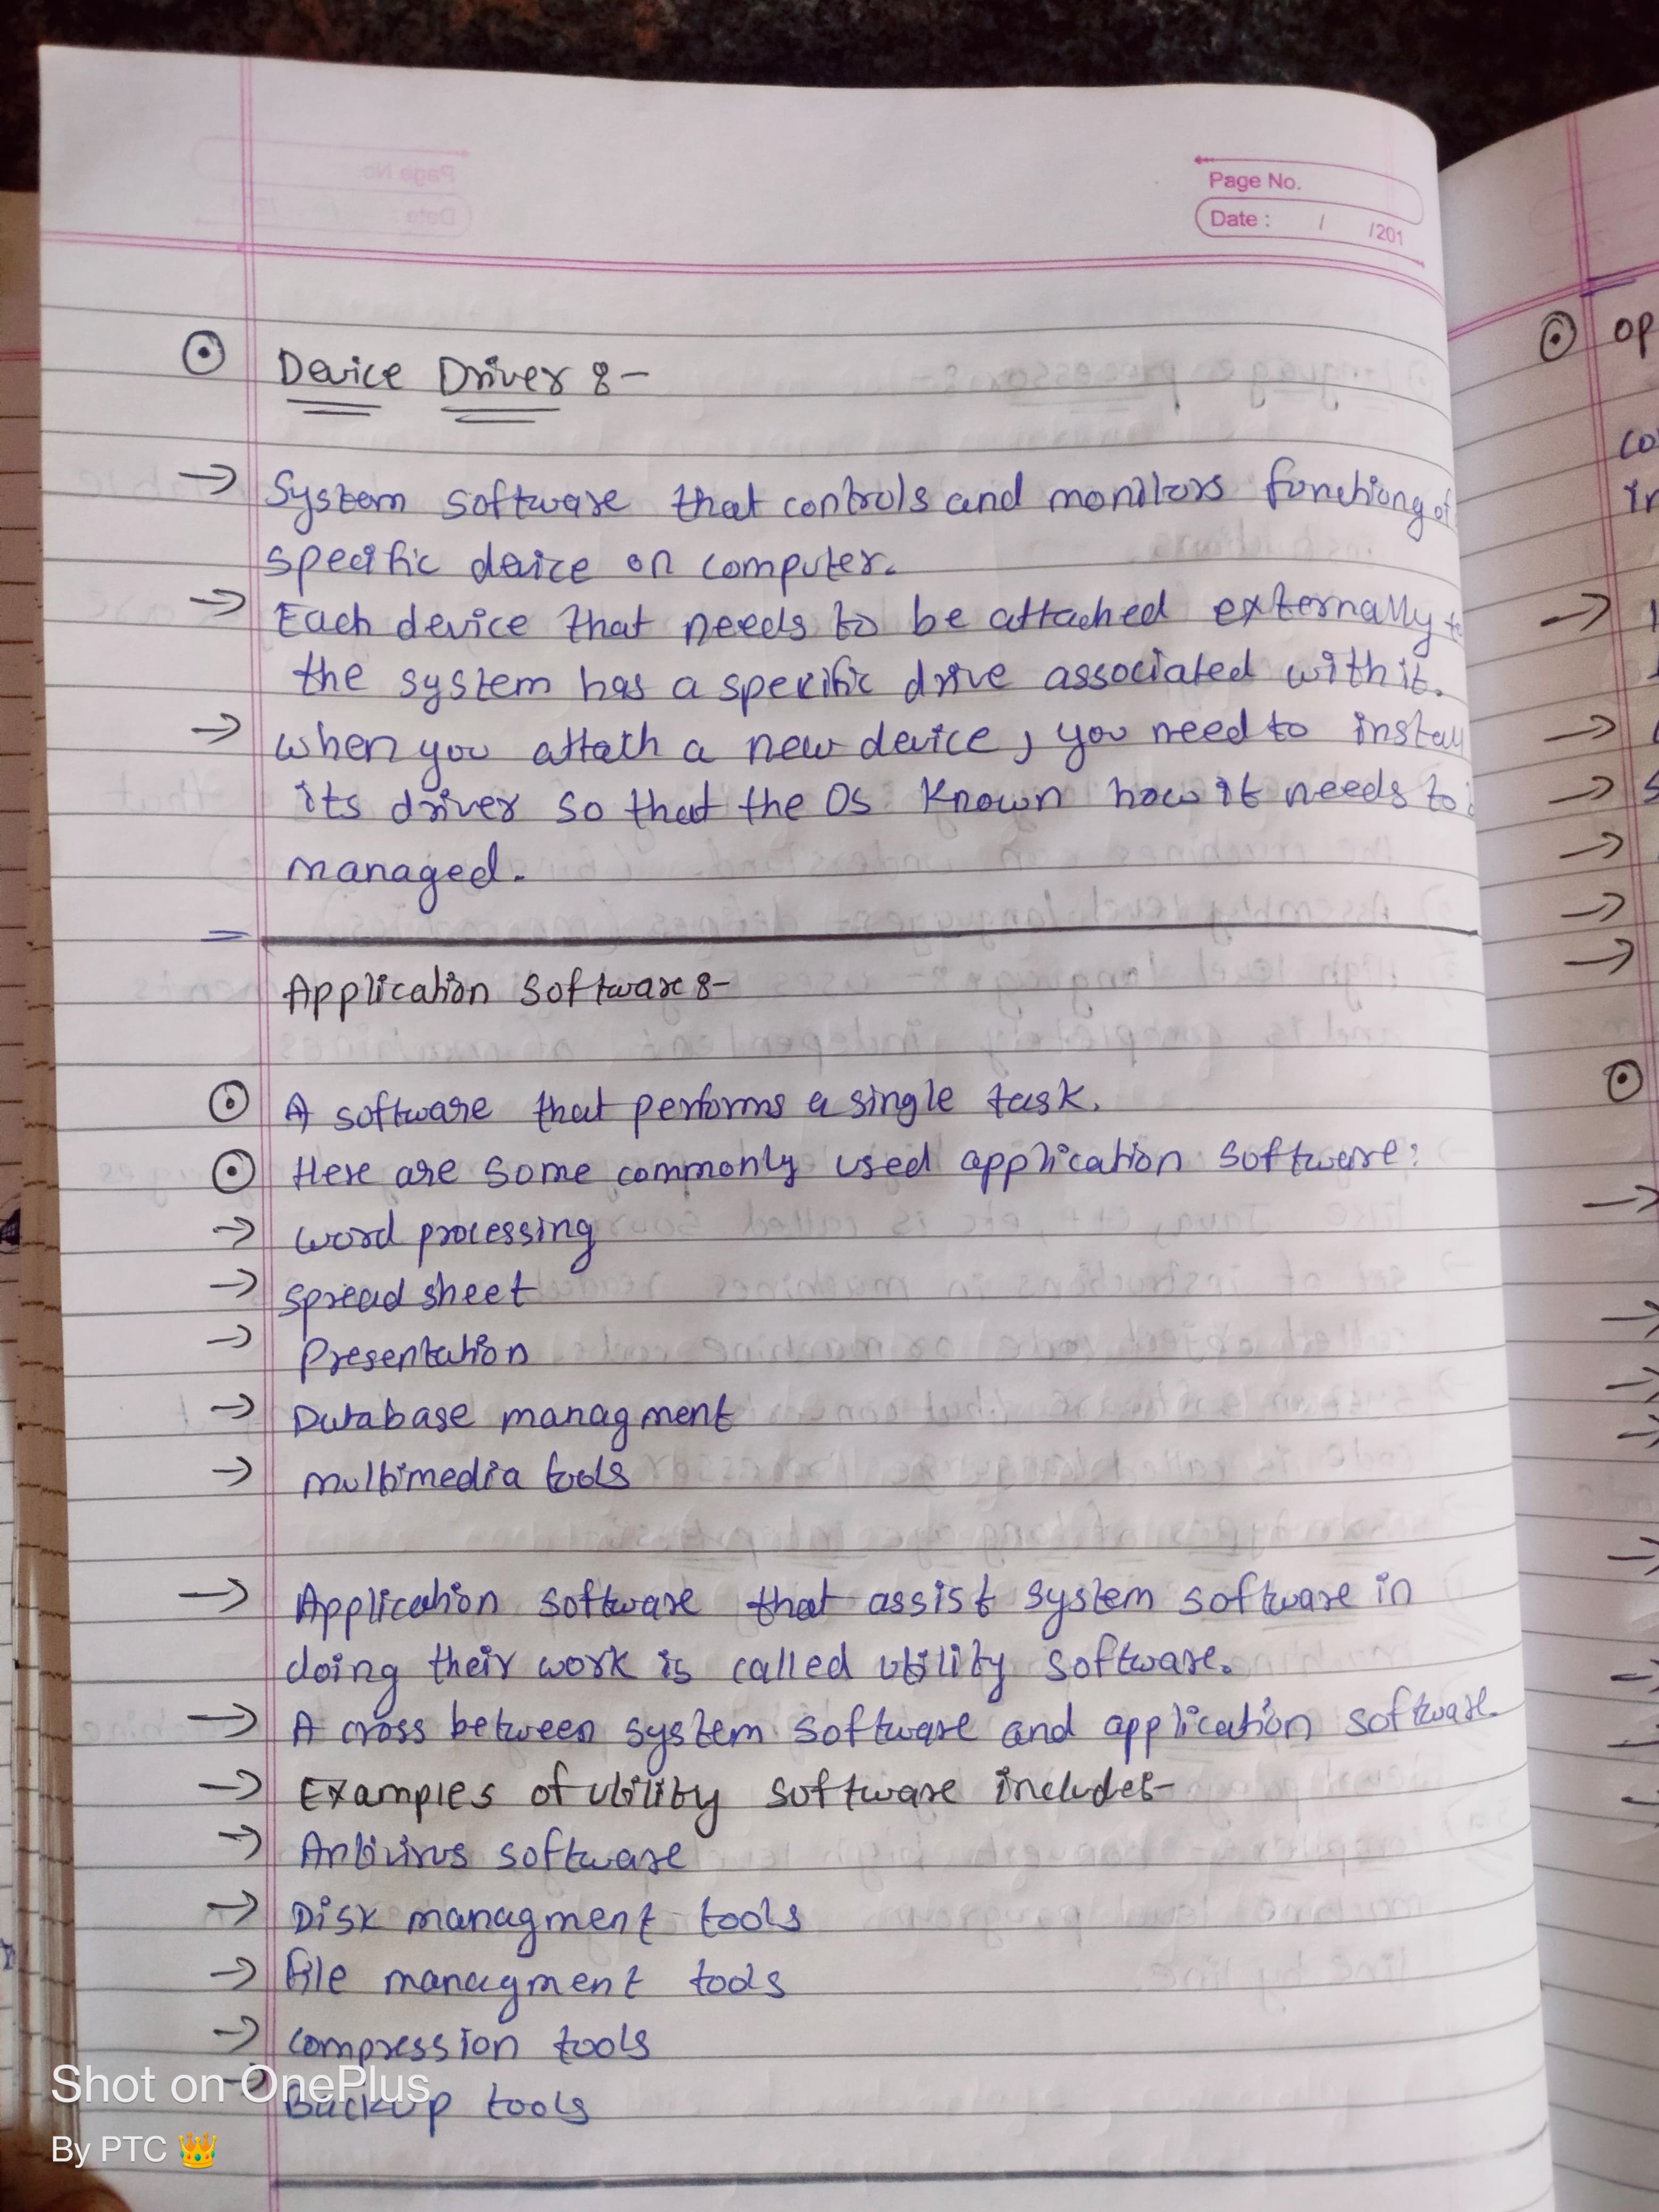 Page No.
Date : / /201
Device Driver :-
→ System software that controls and monitors functiong of
specific device on computer.
→ Each device that needs to be attached externally to
the system has a specific drive associated with it.
→ when you attach a new device, you need to install
its driver so that the OS Known how it needs to
managed.
Application Software :-
⊙ A software that performs a single task.
⊙ Here are some commonly used application software:
→ word processing
→ spread sheet
→ Presentation
→ Database managment
→ multimedia tools
→ Application software that assist system software in
doing their work is called utility software.
→ A cross between system software and application software.
→ Examples of utility software includes-
→ Antivirus software
→ Disk managment tools
→ file managment tools
→ compression tools
→ Backup tools
Shot on OnePlus
By PTC 👑